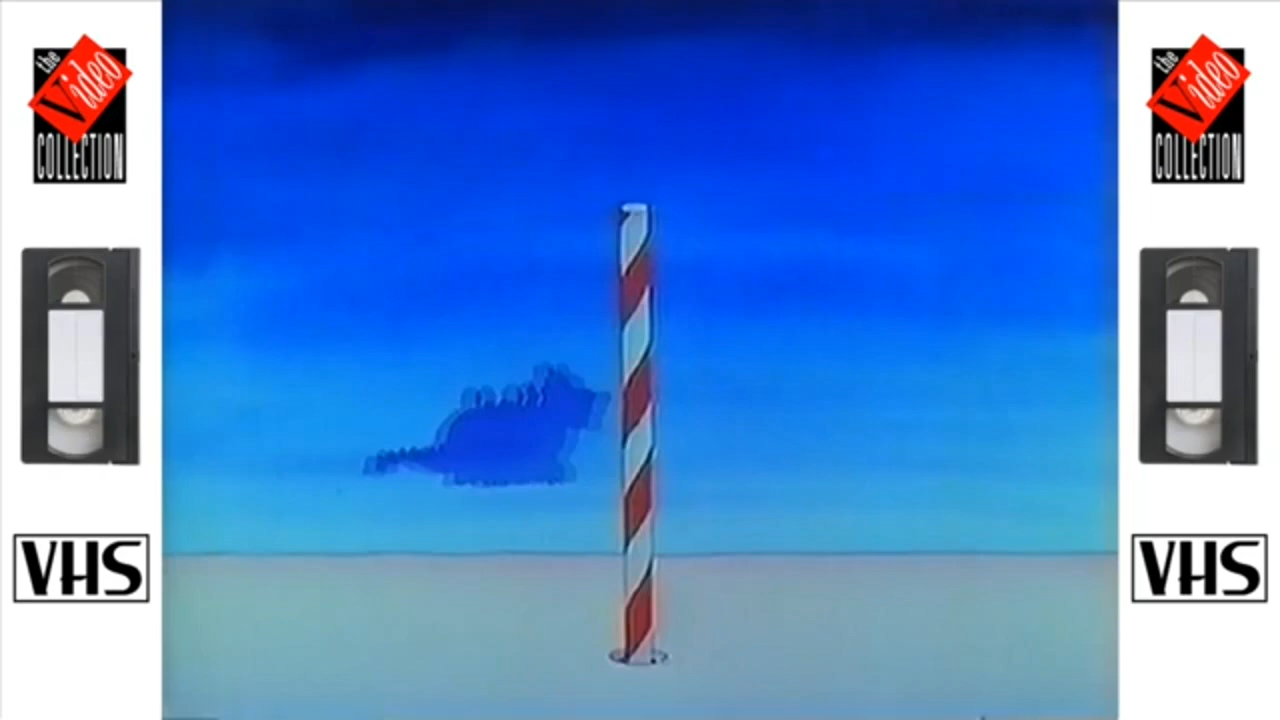 the
Video
COLLECTION
VHS
the
Video
COLLECTION
VHS